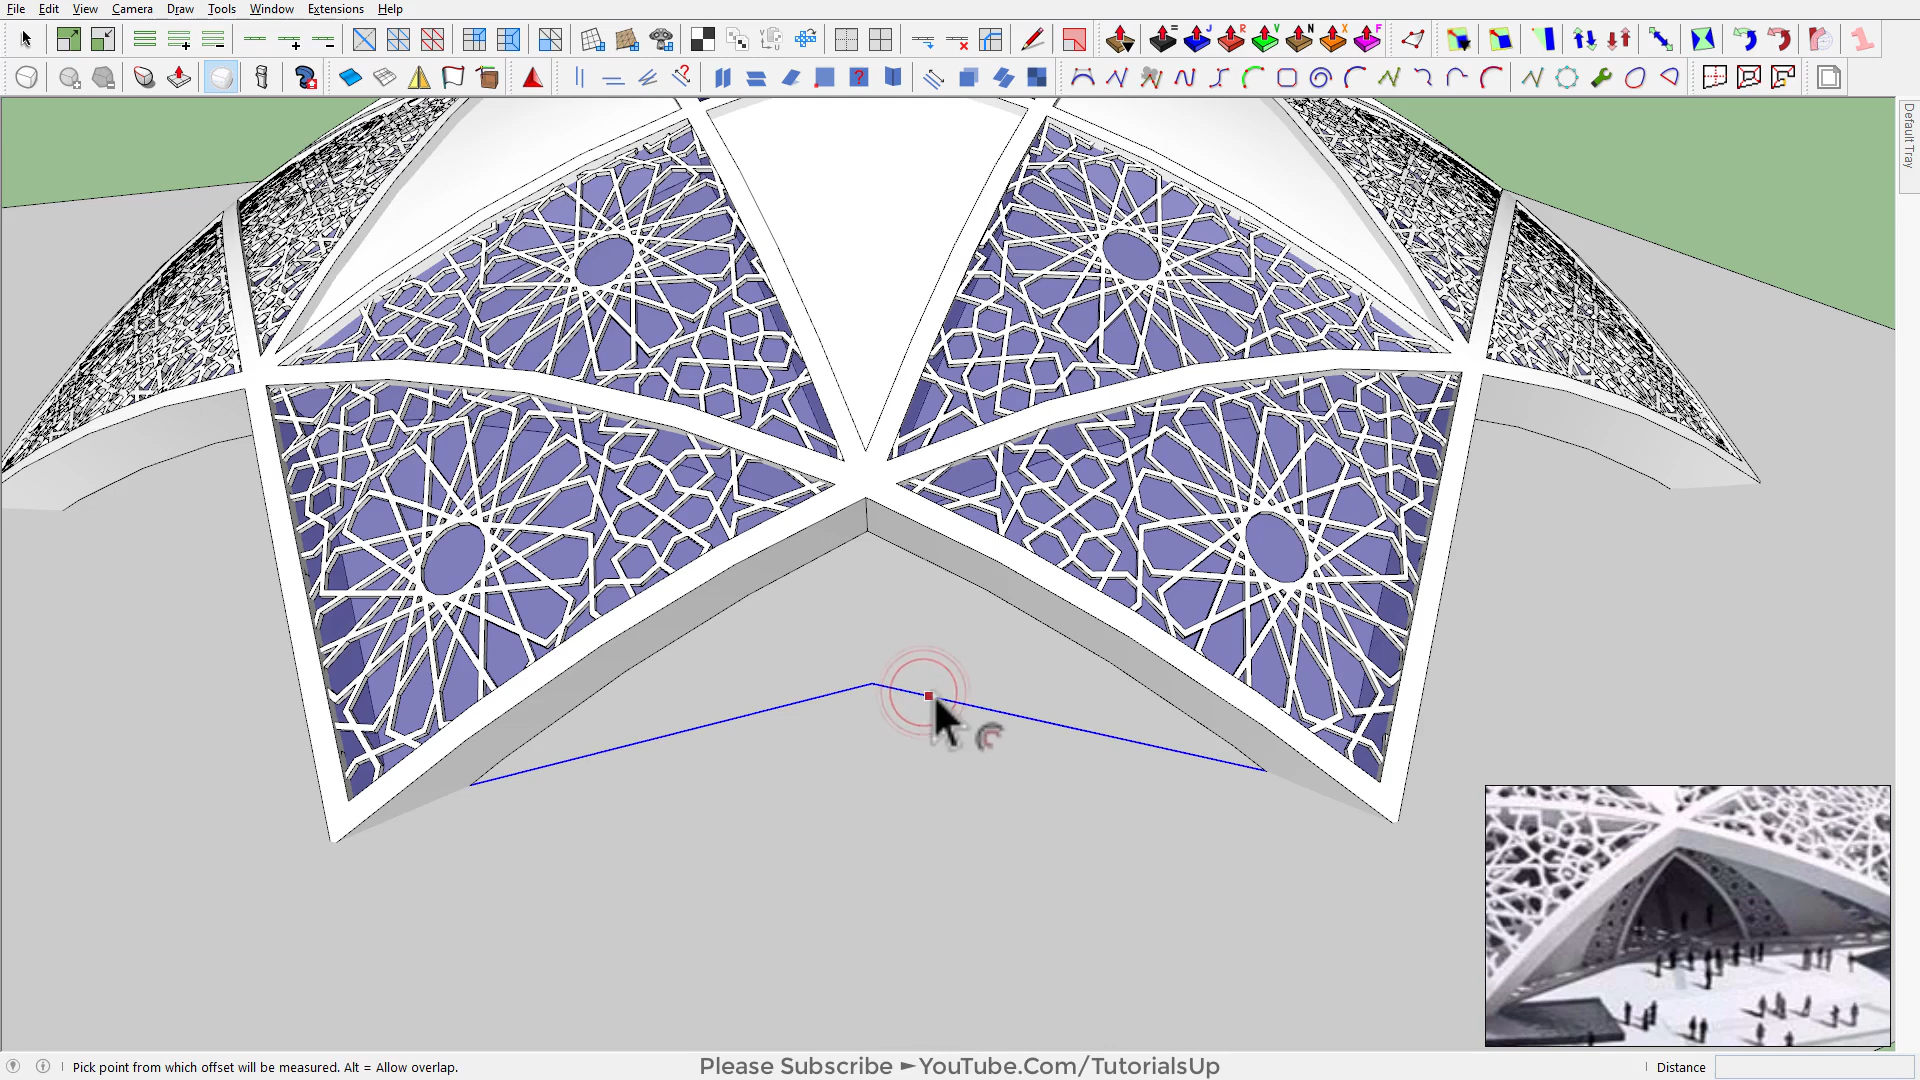 File Edit View Camera Draw Tools Window Extensions Help
Default Tray
Pick point from which offset will be measured. Alt = Allow overlap.
Please Subscribe ►YouTube.Com/TutorialsUp
Distance